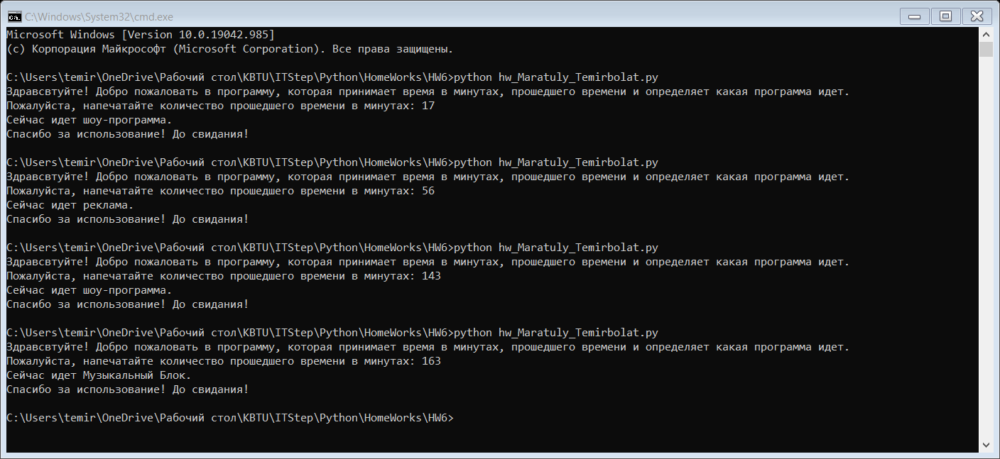 C:\Windows\System32\cmd.exe
Microsoft Windows [Version 10.0.19042.985]
(c) Корпорация Майкрософт (Microsoft Corporation). Все права защищены.
C:\Users\temir\OneDrive\Рабочий стол\KBTU\ITStep\Python\HomeWorks\HW6>python hw_Maratuly_Temirbolat.py
Здравсвтуйте! Добро пожаловать в программу, которая принимает время в минутах, прошедшего времени и определяет какая программа идет.
Пожалуйста, напечатайте количество прошедшего времени в минутах: 17
Сейчас идет шоу-программа.
Спасибо за использование! До свидания!
C:\Users\temir\OneDrive\Рабочий стол\KBTU\ITStep\Python\HomeWorks\HW6>python hw_Maratuly_Temirbolat.py
Здравсвтуйте! Добро пожаловать в программу, которая принимает время в минутах, прошедшего времени и определяет какая программа идет.
Пожалуйста, напечатайте количество прошедшего времени в минутах: 56
Сейчас идет реклама.
Спасибо за использование! До свидания!
C:\Users\temir\OneDrive\Рабочий стол\KBTU\ITStep\Python\HomeWorks\HW6>python hw_Maratuly_Temirbolat.py
Здравсвтуйте! Добро пожаловать в программу, которая принимает время в минутах, прошедшего времени и определяет какая программа идет.
Пожалуйста, напечатайте количество прошедшего времени в минутах: 143
Сейчас идет шоу-программа.
Спасибо за использование! До свидания!
C:\Users\temir\OneDrive\Рабочий стол\KBTU\ITStep\Python\HomeWorks\HW6>python hw_Maratuly_Temirbolat.py
Здравсвтуйте! Добро пожаловать в программу, которая принимает время в минутах, прошедшего времени и определяет какая программа идет.
Пожалуйста, напечатайте количество прошедшего времени в минутах: 163
Сейчас идет Музыкальный Блок.
Спасибо за использование! До свидания!
C:\Users\temir\OneDrive\Рабочий стол\KBTU\ITStep\Python\HomeWorks\HW6>